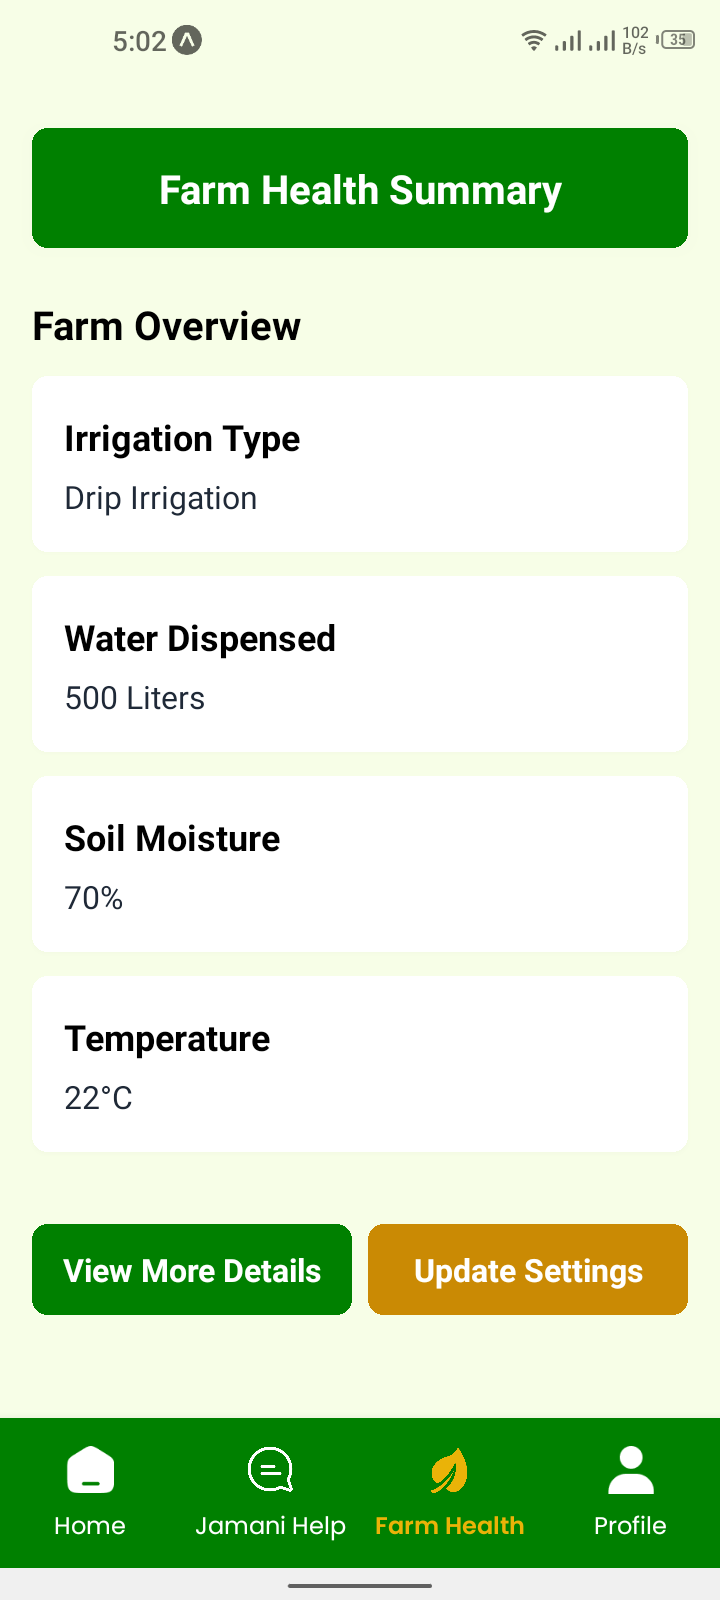 5:02
102
B/s
35
Farm Health Summary
Farm Overview
Irrigation Type
Drip Irrigation
Water Dispensed
500 Liters
Soil Moisture
70%
Temperature
22°C
View More Details
Update Settings
Home
Jamani Help
Farm Health
Profile